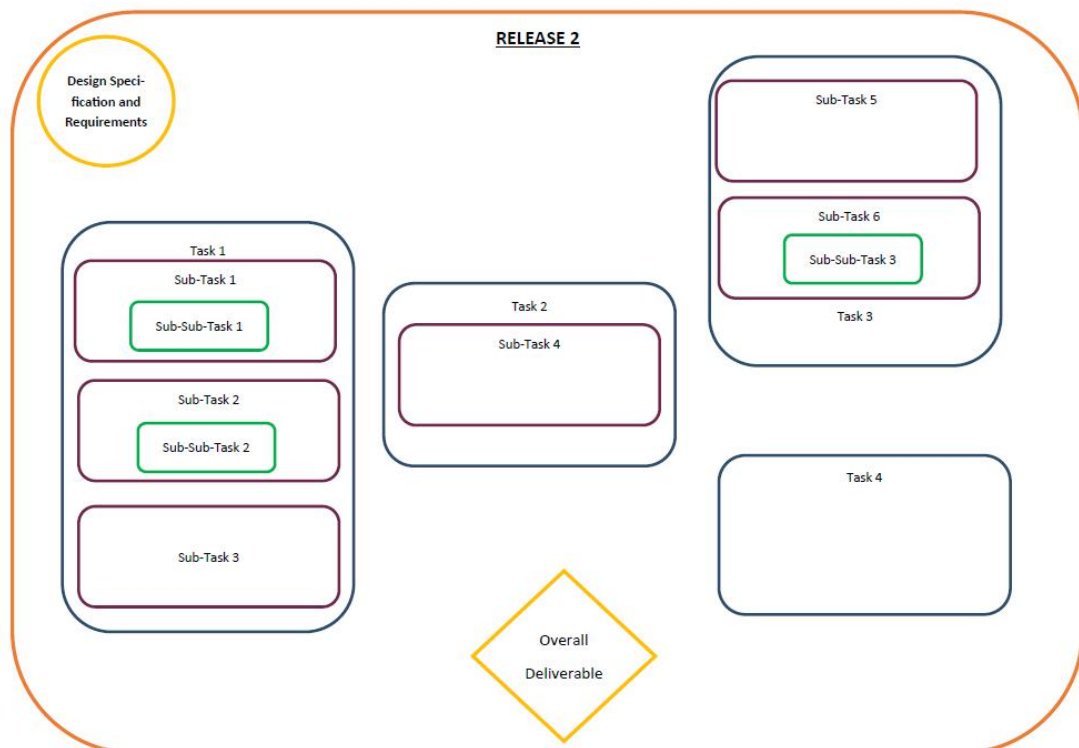 RELEASE 2
Design Speci-
fication and
Requirements
Task 1
Sub-Task 1
Sub-Sub-Task 1
Sub-Task 2
Sub-Sub-Task 2
Sub-Task 3
Task 2
Sub-Task 4
Sub-Task 5
Sub-Task 6
Sub-Sub-Task 3
Task 3
Task 4
Overall
Deliverable